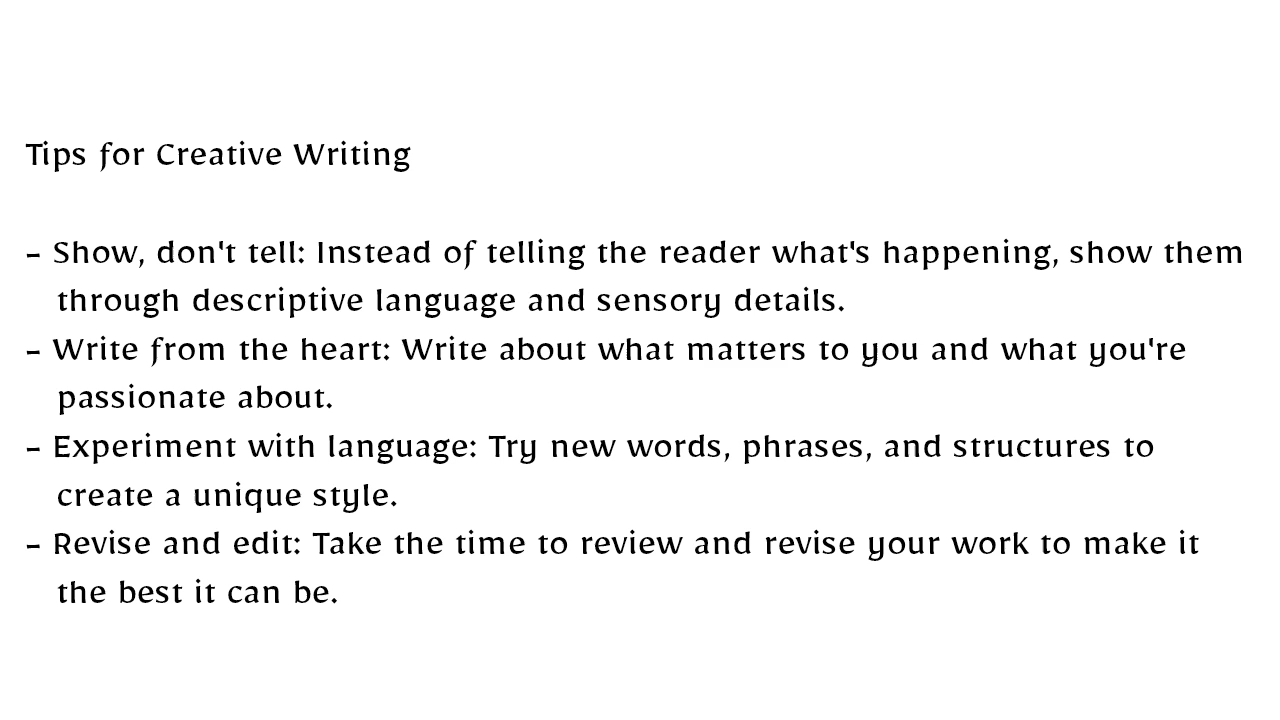 Tips for Creative Writing
- Show, don't tell: Instead of telling the reader what's happening, show them
through descriptive language and sensory details.
- Write from the heart: Write about what matters to you and what you're
passionate about.
- Experiment with language: Try new words, phrases, and structures to
create a unique style.
- Revise and edit: Take the time to review and revise your work to make it
the best it can be.